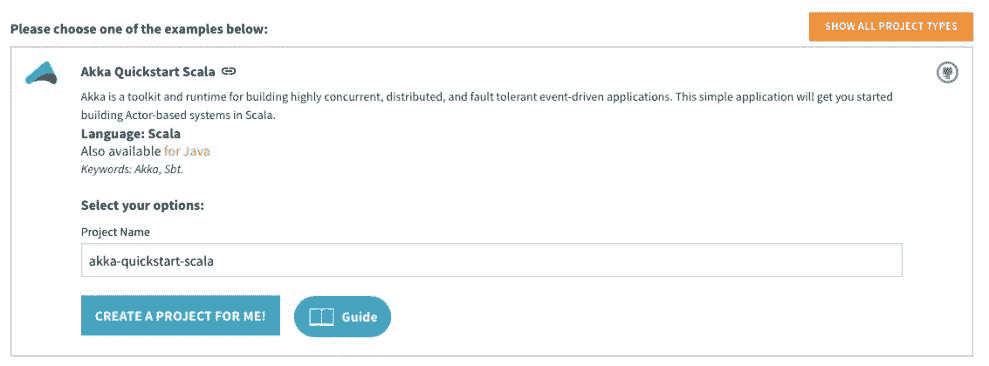 Please choose one of the examples below:
SHOW ALL PROJECT TYPES
Akka Quickstart Scala
Akka is a toolkit and runtime for building highly concurrent, distributed, and fault tolerant event-driven applications. This simple application will get you started
building Actor-based systems in Scala.
Language: Scala
Also available for Java
Keywords: Akka, Sbt.
Select your options:
Project Name
akka-quickstart-scala
CREATE A PROJECT FOR ME!
Guide